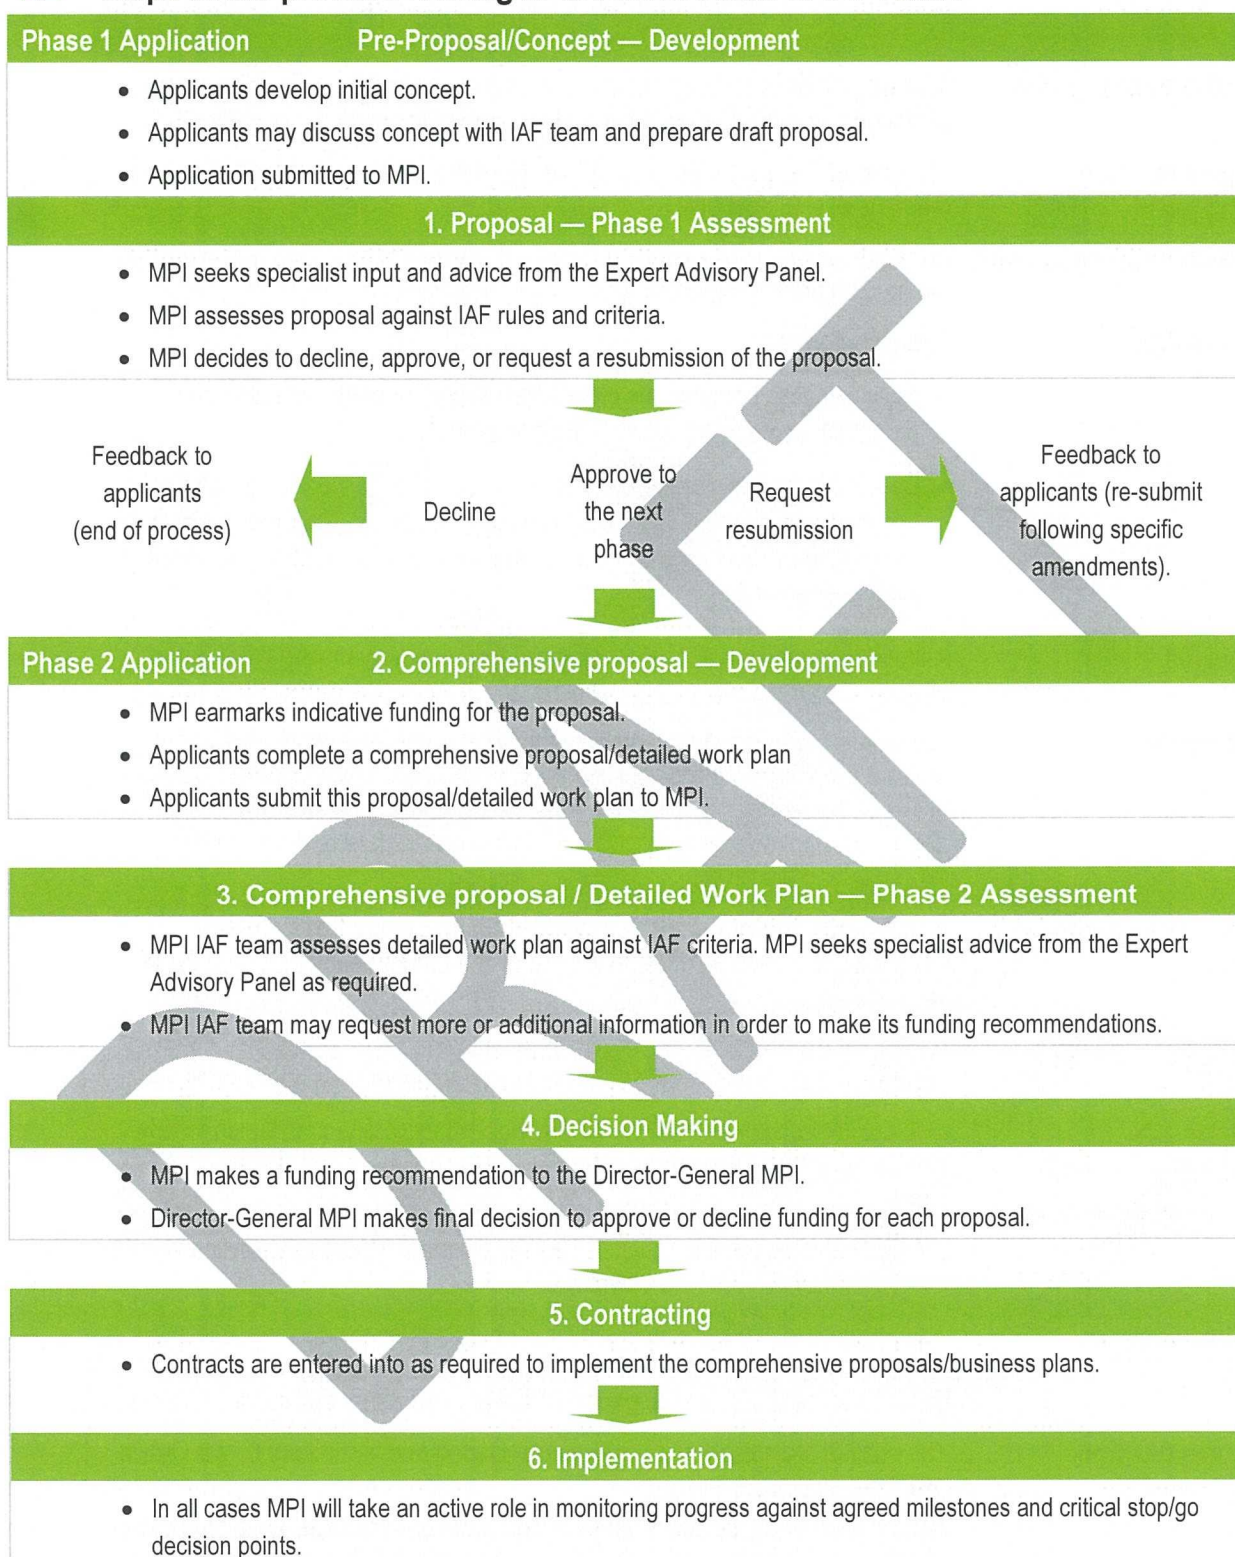 Phase 1 Application Pre-Proposal/Concept — Development
• Applicants develop initial concept.
• Applicants may discuss concept with IAF team and prepare draft proposal.
• Application submitted to MPI.
1. Proposal — Phase 1 Assessment
• MPI seeks specialist input and advice from the Expert Advisory Panel.
• MPI assesses proposal against IAF rules and criteria.
• MPI decides to decline, approve, or request a resubmission of the proposal.
Feedback to
applicants
(end of process)
Decline
Approve to
the next
phase
Request
resubmission
Feedback to
applicants (re-submit
following specific
amendments).
Phase 2 Application 2. Comprehensive proposal — Development
• MPI earmarks indicative funding for the proposal.
• Applicants complete a comprehensive proposal/detailed work plan
• Applicants submit this proposal/detailed work plan to MPI.
3. Comprehensive proposal / Detailed Work Plan — Phase 2 Assessment
• MPI IAF team assesses detailed work plan against IAF criteria. MPI seeks specialist advice from the Expert
Advisory Panel as required.
• MPI IAF team may request more or additional information in order to make its funding recommendations.
4. Decision Making
• MPI makes a funding recommendation to the Director-General MPI.
• Director-General MPI makes final decision to approve or decline funding for each proposal.
5. Contracting
• Contracts are entered into as required to implement the comprehensive proposals/business plans.
6. Implementation
• In all cases MPI will take an active role in monitoring progress against agreed milestones and critical stop/go
decision points.
DRAFT